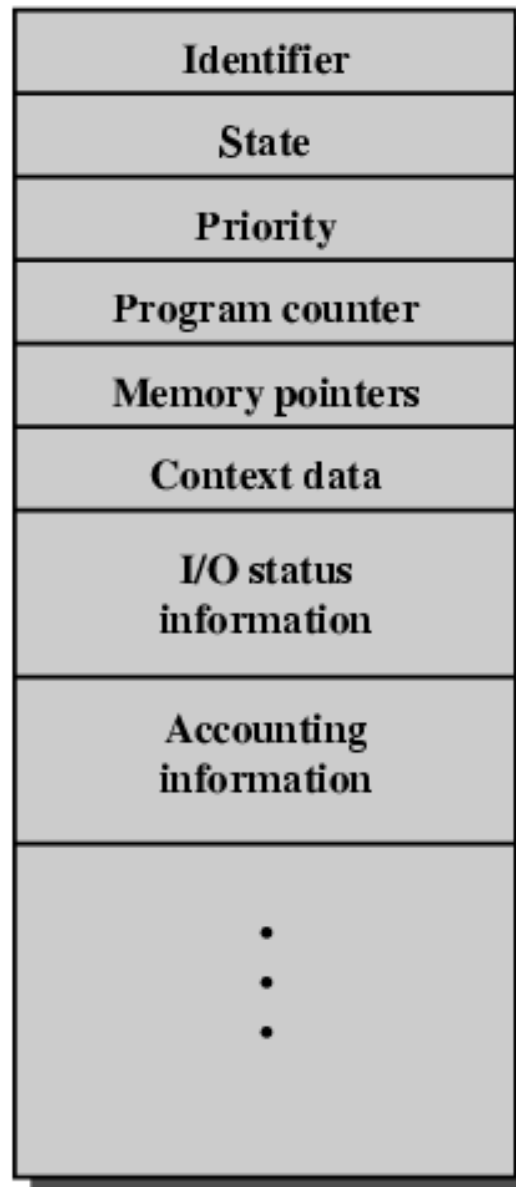 Identifier
State
Priority
Program counter
Memory pointers
Context data
I/O status
information
Accounting
information